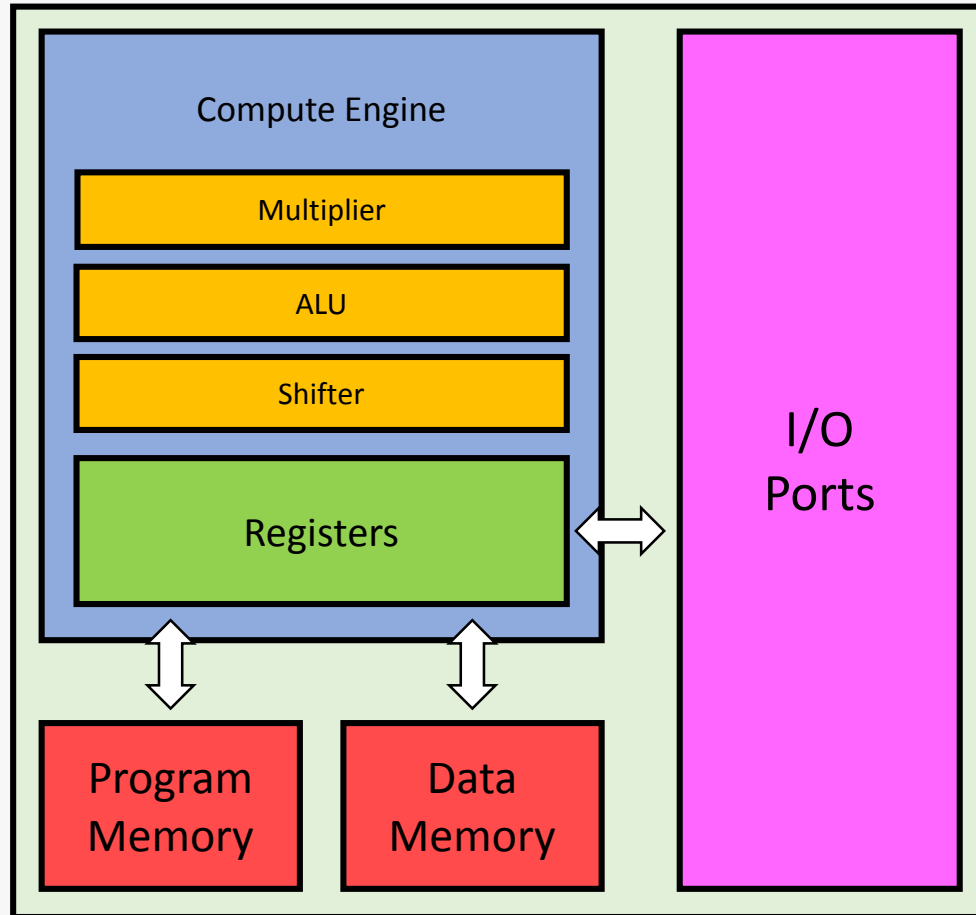 Compute Engine
Multiplier
ALU
Shifter
Registers
I/O
Ports
Program
Memory
Data
Memory